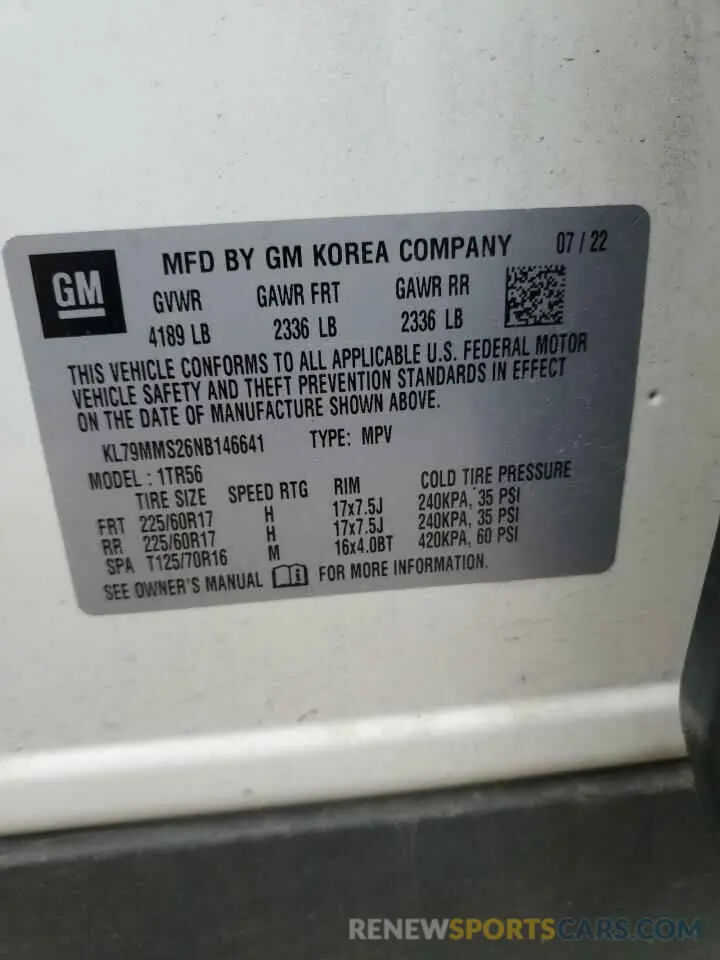 GM
MFD BY GM KOREA COMPANY 07 / 22
GVWR GAWR FRT GAWR RR
4189 LB 2336 LB 2336 LB
THIS VEHICLE CONFORMS TO ALL APPLICABLE U.S. FEDERAL MOTOR
VEHICLE SAFETY AND THEFT PREVENTION STANDARDS IN EFFECT
ON THE DATE OF MANUFACTURE SHOWN ABOVE.
KL79MMS26NB146641 TYPE: MPV
MODEL : 1TR56
TIRE SIZE SPEED RTG RIM COLD TIRE PRESSURE
FRT 225/60R17 H 17x7.5J 240KPA, 35 PSI
RR 225/60R17 H 17x7.5J 240KPA, 35 PSI
SPA T125/70R16 M 16x4.0BT 420KPA, 60 PSI
SEE OWNER'S MANUAL FOR MORE INFORMATION.
RENEWSPORTSCARS.COM